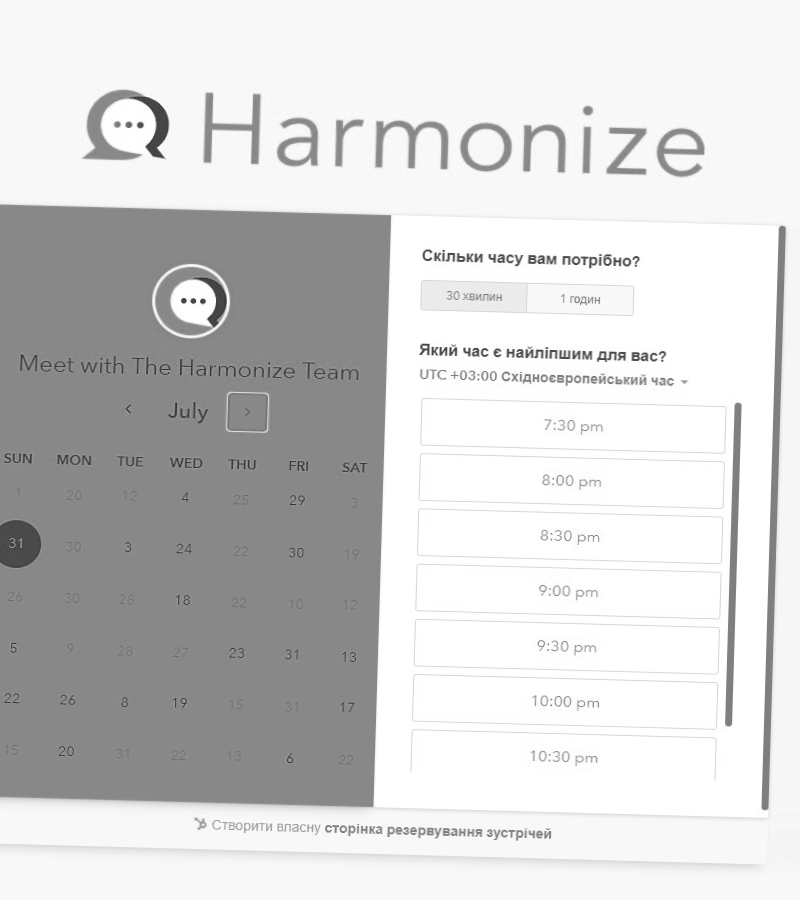 Harmonize
Meet with The Harmonize Team
July
SUN MON TUE WED THU FRI SAT
1 20 12 4 25 29 3
31 30 3 24 22 30 19
26 30 28 18 22 10 12
5 9 28 27 23 31 13
22 26 8 19 15 31 17
15 20 31 22 13 6 22
Скільки часу вам потрібно?
30 хвилин 1 годин
Який час є найліпшим для вас?
UTC +03:00 Східноєвропейський час
7:30 pm
8:00 pm
8:30 pm
9:00 pm
9:30 pm
10:00 pm
10:30 pm
Створити власну сторінка резервування зустрічей